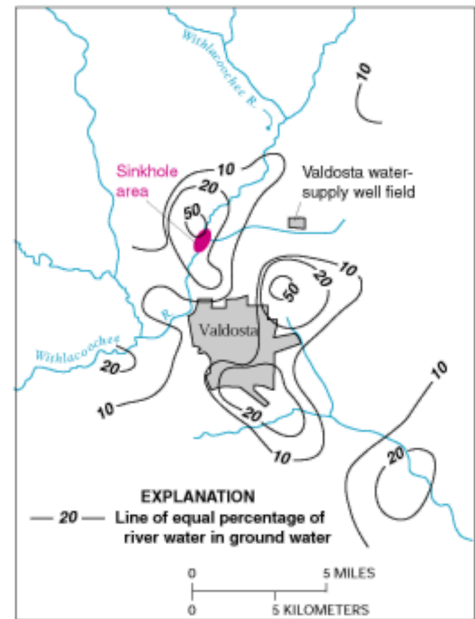 Withlacoochee R.
10
10
Sinkhole
area
20
Valdosta water-
supply well field
50
10
50
20
Valdosta
Withlacoochee
R.
20
10
10
20
10
20
EXPLANATION
20
Line of equal percentage of
river water in ground water
0
5 MILES
0
5 KILOMETERS